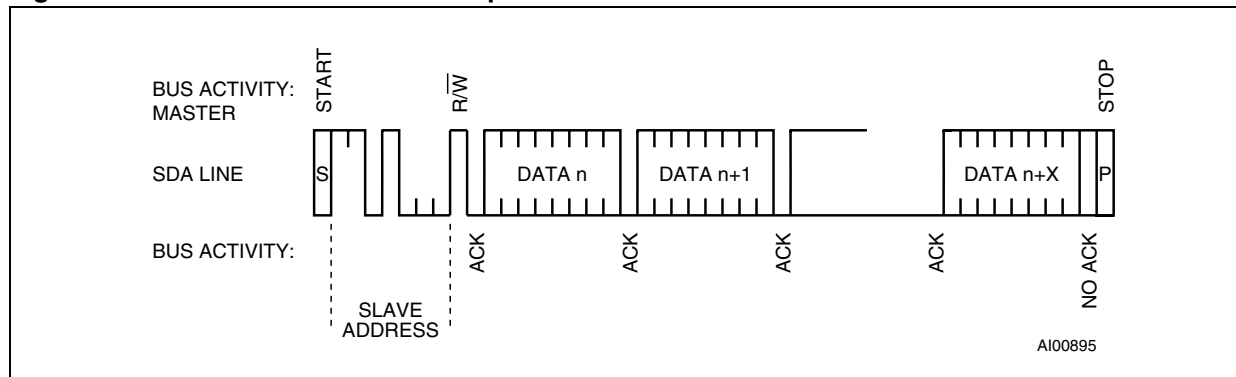 BUS ACTIVITY:
MASTER
START
R/W
STOP
SDA LINE
S
DATA n
DATA n+1
DATA n+X
P
BUS ACTIVITY:
ACK
ACK
ACK
ACK
NO ACK
SLAVE
ADDRESS
AI00895